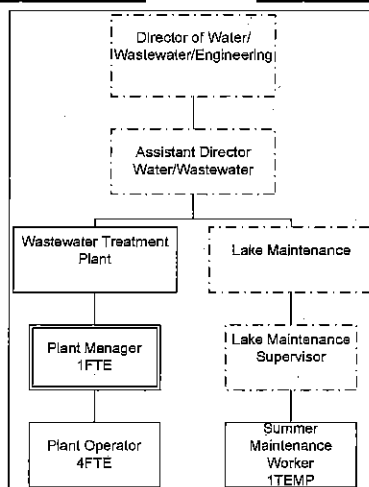 Director of Water/
Wastewater/Engineering
Assistant Director
Water/Wastewater
Wastewater Treatment
Plant
Lake Maintenance
Plant Manager
1FTE
Lake Maintenance
Supervisor
Plant Operator
4FTE
Summer
Maintenance
Worker
1TEMP